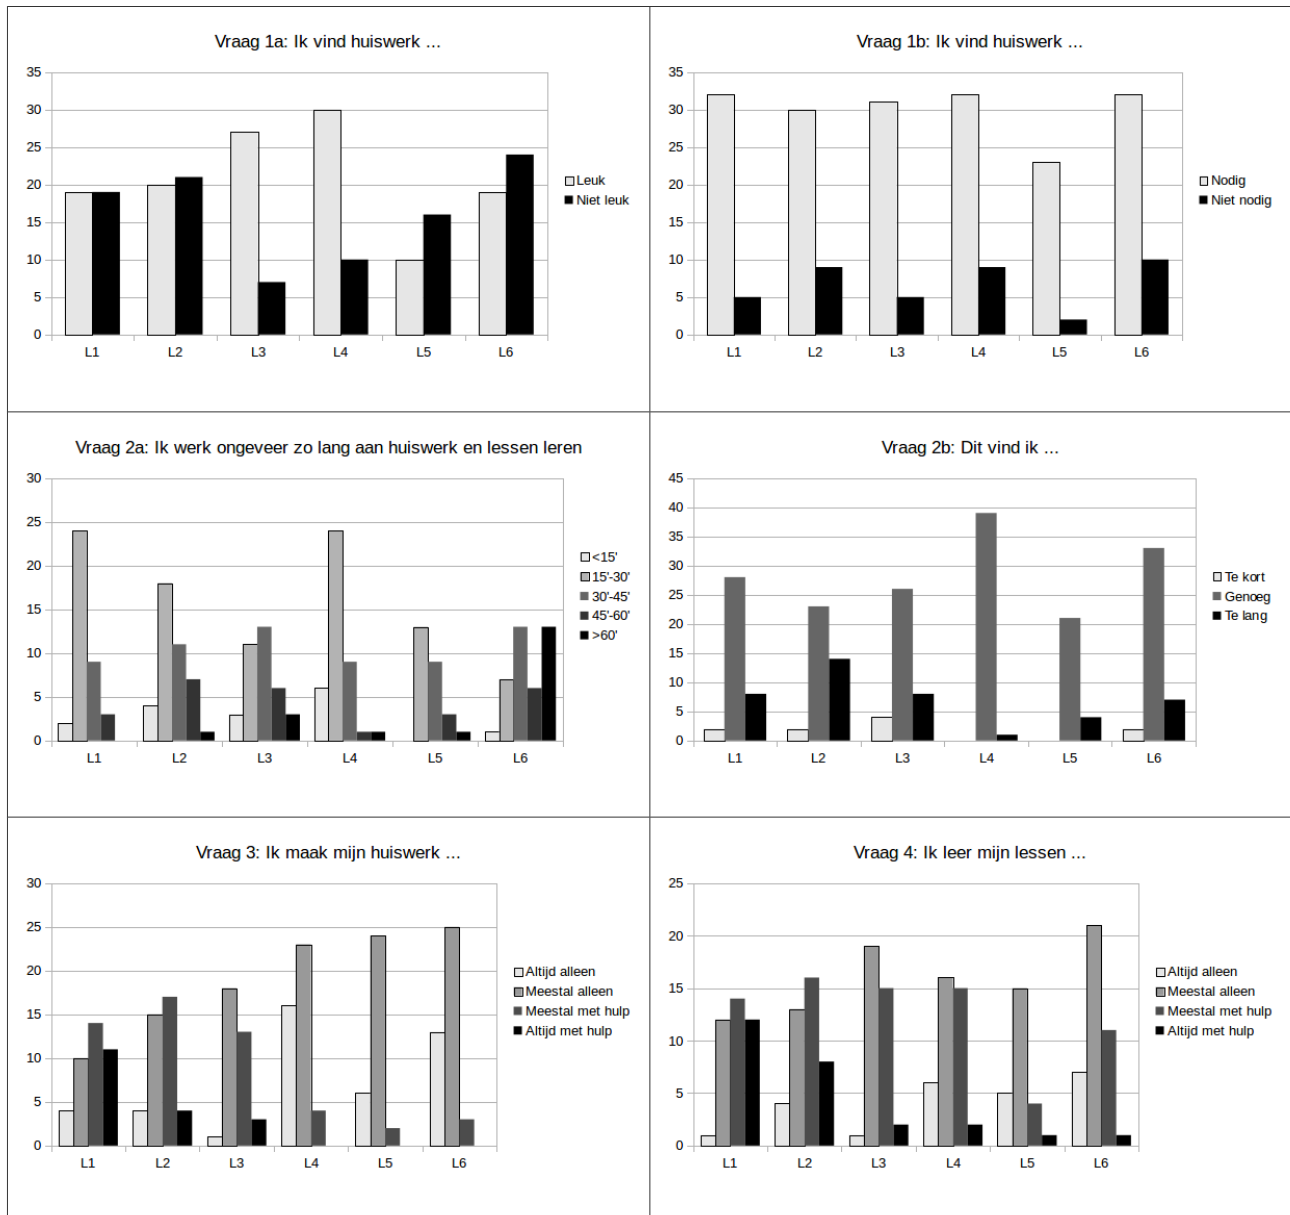 Vraag 1a: Ik vind huiswerk ...
35
30
25
20
15
10
5
0
L1 L2 L3 L4 L5 L6
Leuk
Niet leuk
Vraag 1b: Ik vind huiswerk ...
35
30
25
20
15
10
5
0
L1 L2 L3 L4 L5 L6
Nodig
Niet nodig
Vraag 2a: Ik werk ongeveer zo lang aan huiswerk en lessen leren
30
25
20
15
10
5
0
L1 L2 L3 L4 L5 L6
<15'
15'-30'
30'-45'
45'-60'
>60'
Vraag 2b: Dit vind ik ...
45
40
35
30
25
20
15
10
5
0
L1 L2 L3 L4 L5 L6
Te kort
Genoeg
Te lang
Vraag 3: Ik maak mijn huiswerk ...
30
25
20
15
10
5
0
L1 L2 L3 L4 L5 L6
Altijd alleen
Meestal alleen
Meestal met hulp
Altijd met hulp
Vraag 4: Ik leer mijn lessen ...
25
20
15
10
5
0
L1 L2 L3 L4 L5 L6
Altijd alleen
Meestal alleen
Meestal met hulp
Altijd met hulp